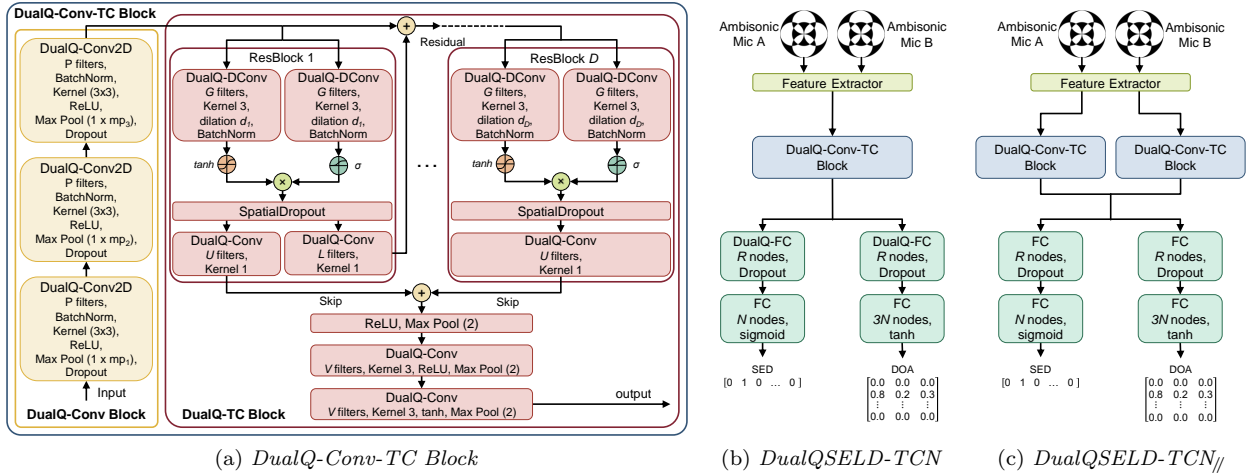 DualQ-Conv-TC Block
DualQ-Conv2D
P filters,
BatchNorm,
Kernel (3x3),
ReLU,
Max Pool (1 x mp3),
Dropout
DualQ-Conv2D
P filters,
BatchNorm,
Kernel (3x3),
ReLU,
Max Pool (1 x mp2),
Dropout
DualQ-Conv2D
P filters,
BatchNorm,
Kernel (3x3),
ReLU,
Max Pool (1 x mp1),
Dropout
Input
DualQ-Conv Block
+
Residual
ResBlock 1
DualQ-DConv
G filters,
Kernel 3,
dilation d1,
BatchNorm
DualQ-DConv
G filters,
Kernel 3,
dilation d1,
BatchNorm
tanh
σ
×
SpatialDropout
DualQ-Conv
U filters,
Kernel 1
DualQ-Conv
L filters,
Kernel 1
...
ResBlock D
DualQ-DConv
G filters,
Kernel 3,
dilation dD,
BatchNorm
DualQ-DConv
G filters,
Kernel 3,
dilation dD,
BatchNorm
tanh
σ
×
SpatialDropout
DualQ-Conv
U filters,
Kernel 1
Skip
+
Skip
ReLU, Max Pool (2)
DualQ-Conv
V filters, Kernel 3, ReLU, Max Pool (2)
DualQ-Conv
V filters, Kernel 3, tanh, Max Pool (2)
output
DualQ-TC Block
(a) DualQ-Conv-TC Block
Ambisonic
Mic A
Ambisonic
Mic B
Feature Extractor
DualQ-Conv-TC
Block
DualQ-FC
R nodes,
Dropout
DualQ-FC
R nodes,
Dropout
FC
N nodes,
sigmoid
FC
3N nodes,
tanh
SED
[0 1 0 ... 0 ]
DOA
0.0 0.0 0.0
0.8 0.2 0.3
⋮ ⋮ ⋮
0.0 0.0 0.0
(b) DualQSELD-TCN
Ambisonic
Mic A
Ambisonic
Mic B
Feature Extractor
DualQ-Conv-TC
Block
DualQ-Conv-TC
Block
FC
R nodes,
Dropout
FC
R nodes,
Dropout
FC
N nodes,
sigmoid
FC
3N nodes,
tanh
SED
[0 1 0 ... 0 ]
DOA
0.0 0.0 0.0
0.8 0.2 0.3
⋮ ⋮ ⋮
0.0 0.0 0.0
(c) DualQSELD-TCN//